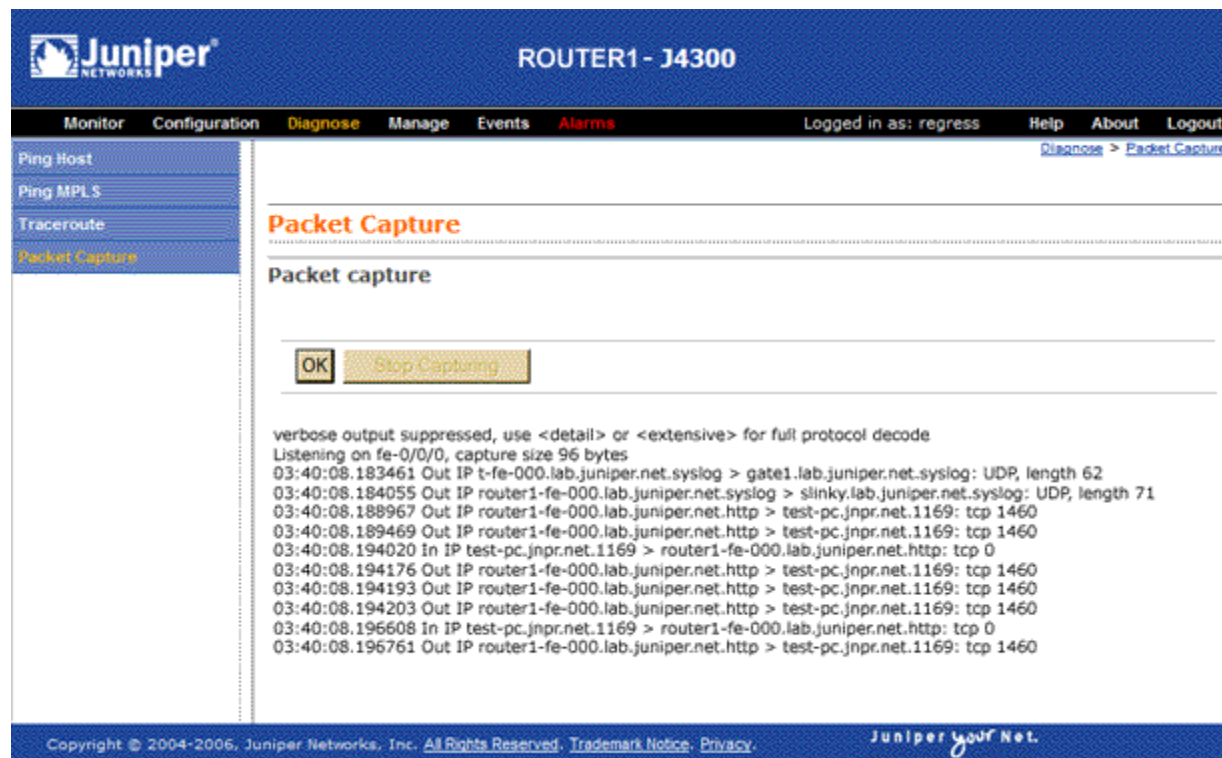 Juniper®
NETWORKS
ROUTER1- J4300
Monitor Configuration Diagnose Manage Events Alarms Logged in as: regress Help About Logout
Diagnose > Packet Capture
Ping Host
Ping MPLS
Traceroute
Packet Capture
Packet Capture
Packet capture
OK Stop Capturing
verbose output suppressed, use <detail> or <extensive> for full protocol decode
Listening on fe-0/0/0, capture size 96 bytes
03:40:08.183461 Out IP t-fe-000.lab.juniper.net.syslog > gate1.lab.juniper.net.syslog: UDP, length 62
03:40:08.184055 Out IP router1-fe-000.lab.juniper.net.syslog > slinky.lab.juniper.net.syslog: UDP, length 71
03:40:08.188967 Out IP router1-fe-000.lab.juniper.net.http > test-pc.jnpr.net.1169: tcp 1460
03:40:08.189469 Out IP router1-fe-000.lab.juniper.net.http > test-pc.jnpr.net.1169: tcp 1460
03:40:08.194020 In IP test-pc.jnpr.net.1169 > router1-fe-000.lab.juniper.net.http: tcp 0
03:40:08.194176 Out IP router1-fe-000.lab.juniper.net.http > test-pc.jnpr.net.1169: tcp 1460
03:40:08.194193 Out IP router1-fe-000.lab.juniper.net.http > test-pc.jnpr.net.1169: tcp 1460
03:40:08.194203 Out IP router1-fe-000.lab.juniper.net.http > test-pc.jnpr.net.1169: tcp 1460
03:40:08.196608 In IP test-pc.jnpr.net.1169 > router1-fe-000.lab.juniper.net.http: tcp 0
03:40:08.196761 Out IP router1-fe-000.lab.juniper.net.http > test-pc.jnpr.net.1169: tcp 1460
Copyright © 2004-2006, Juniper Networks, Inc. All Rights Reserved. Trademark Notice. Privacy.
Juniper your Net.